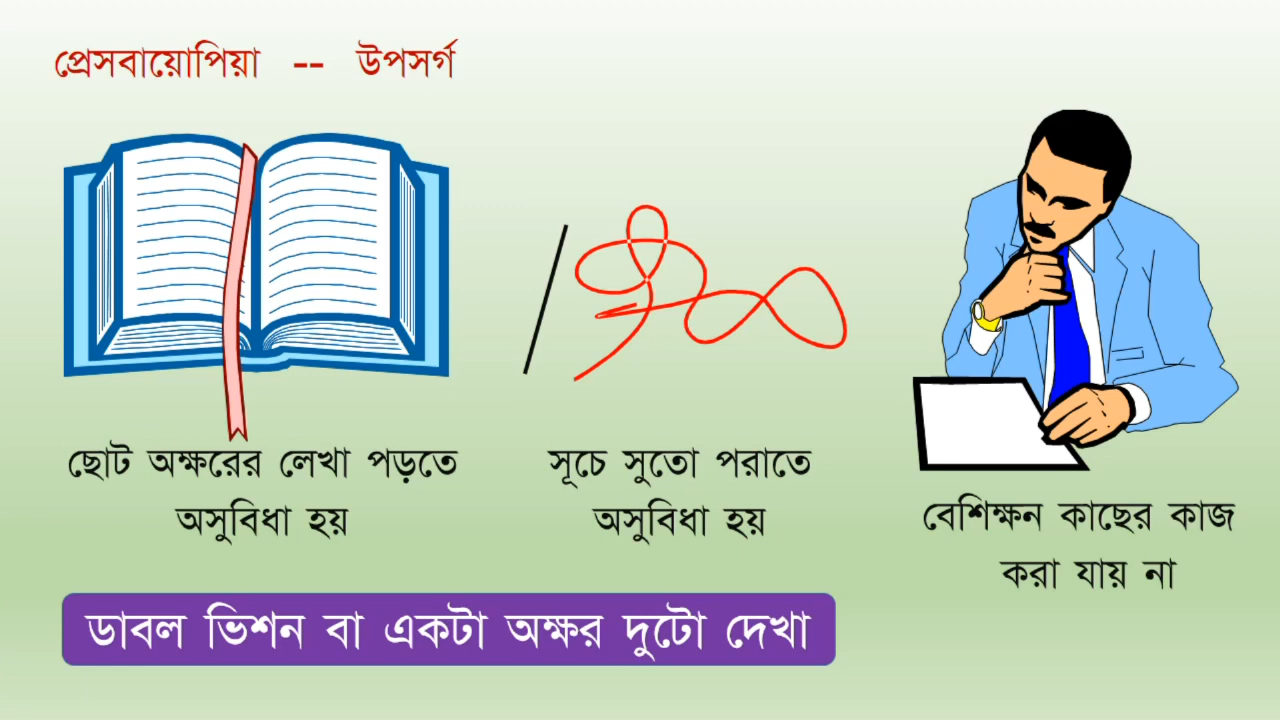 প্রেসবায়োপিয়া -- উপসর্গ
ছোট অক্ষরের লেখা পড়তে
অসুবিধা হয়
সূচে সুতো পরাতে
অসুবিধা হয়
বেশিক্ষন কাছের কাজ
করা যায় না
ডাবল ভিশন বা একটা অক্ষর দুটো দেখা